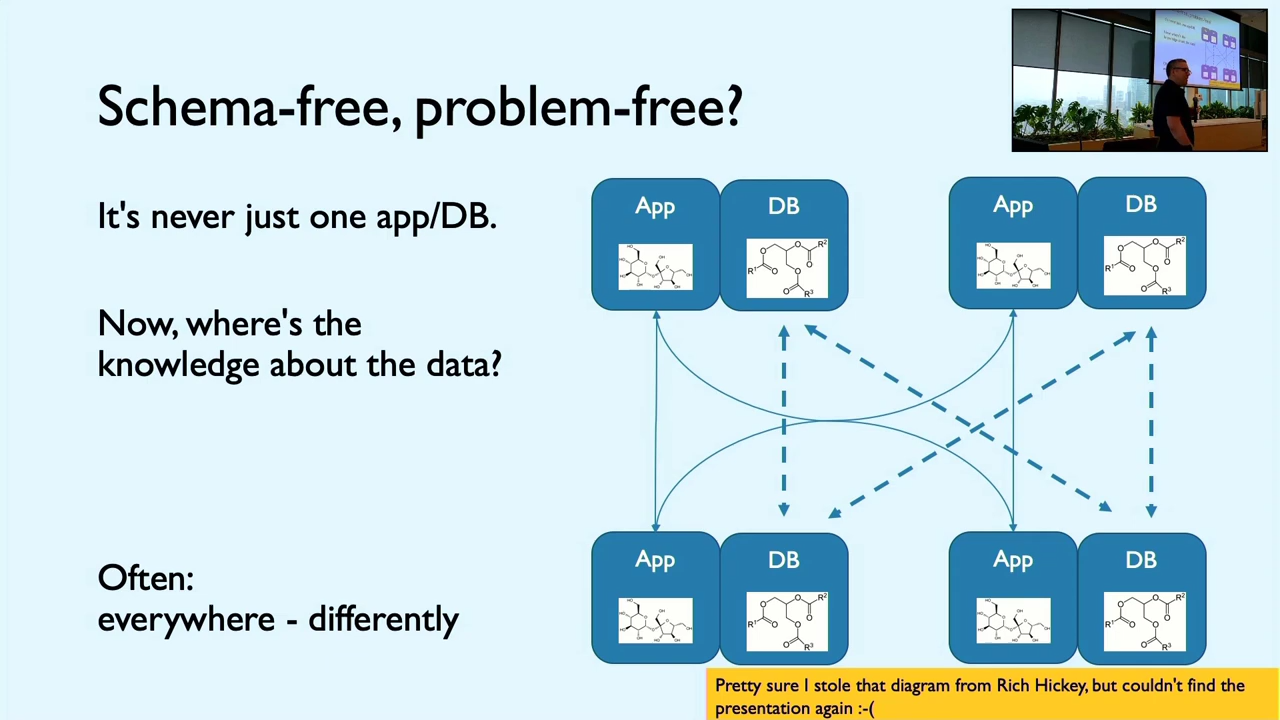 Schema-free, problem-free?
It's never just one app/DB.
Now, where's the
knowledge about the data?
Often:
everywhere - differently
App
DB
App
DB
App
DB
App
DB
Pretty sure I stole that diagram from Rich Hickey, but couldn't find the
presentation again :-(